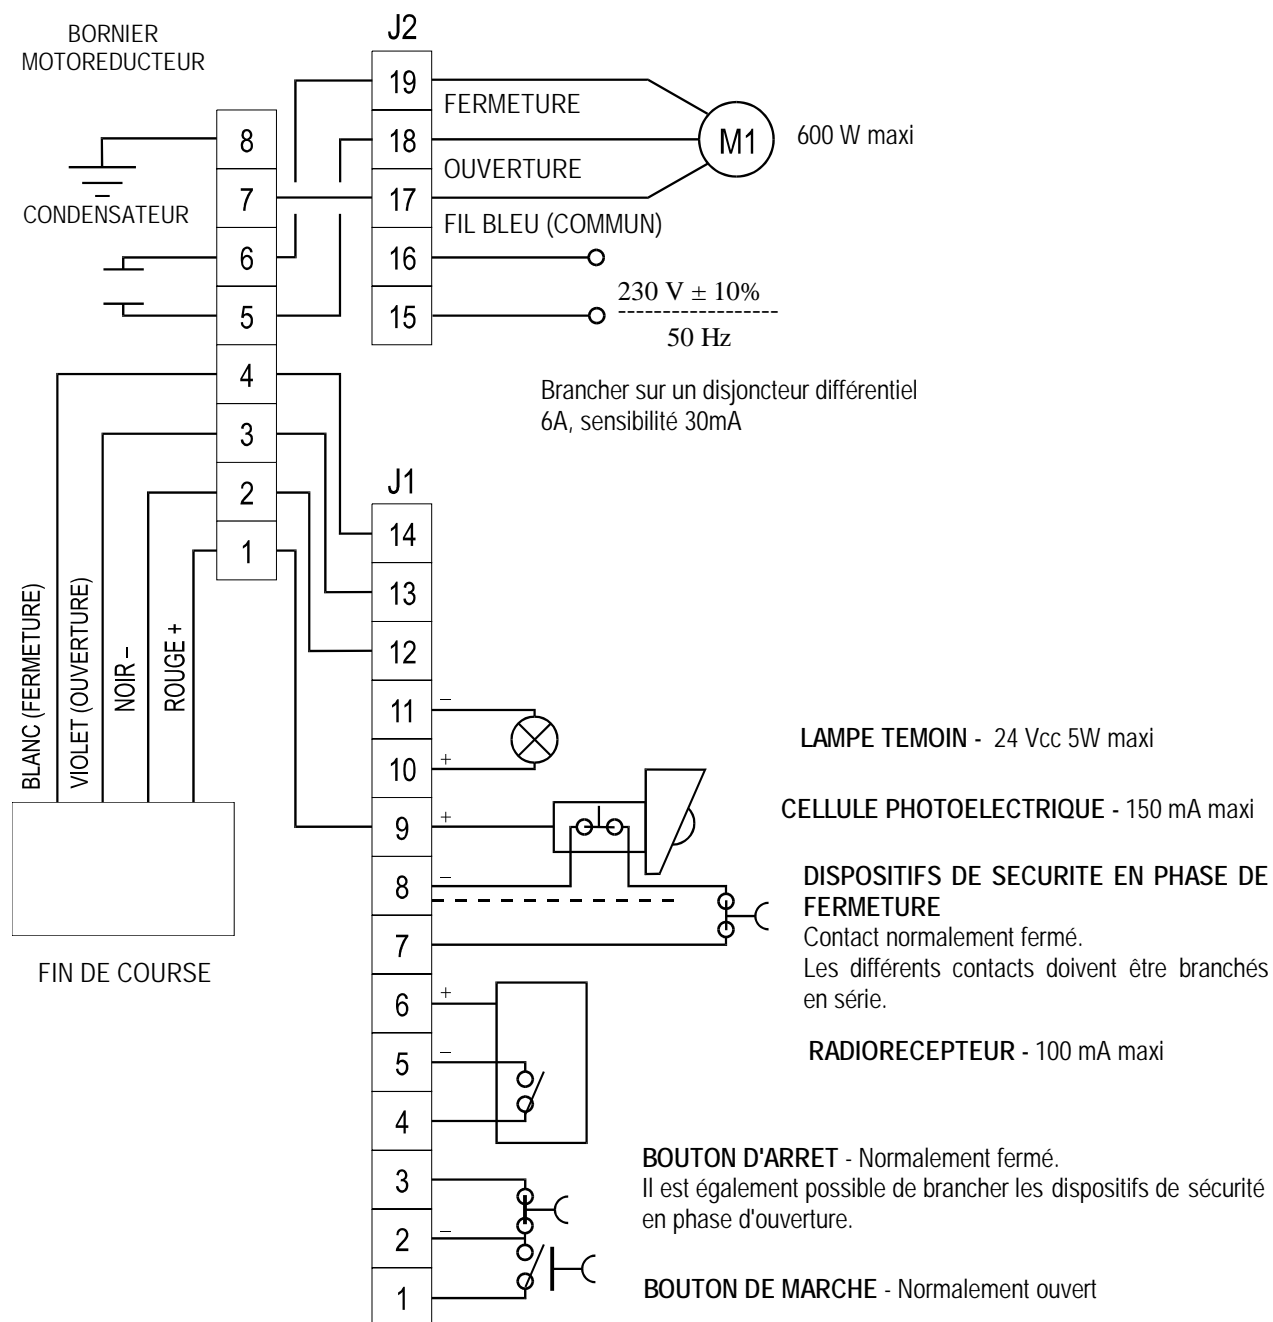 BORNIER
MOTOREDUCTEUR
J2
19
FERMETURE
18
M1
600 W maxi
OUVERTURE
17
FIL BLEU (COMMUN)
16
15
230 V ± 10%
50 Hz
8
7
CONDENSATEUR
6
5
4
3
2
1
Brancher sur un disjoncteur différentiel
6A, sensibilité 30mA
BLANC (FERMETURE)
VIOLET (OUVERTURE)
NOIR –
ROUGE +
FIN DE COURSE
J1
14
13
12
11 –
10 +
LAMPE TEMOIN - 24 Vcc 5W maxi
9 +
CELLULE PHOTOELECTRIQUE - 150 mA maxi
8 –
7
DISPOSITIFS DE SECURITE EN PHASE DE
FERMETURE
Contact normalement fermé.
Les différents contacts doivent être branchés
en série.
6 +
5 –
4
RADIORECEPTEUR - 100 mA maxi
3
2 –
1
BOUTON D'ARRET - Normalement fermé.
Il est également possible de brancher les dispositifs de sécurité
en phase d'ouverture.
BOUTON DE MARCHE - Normalement ouvert